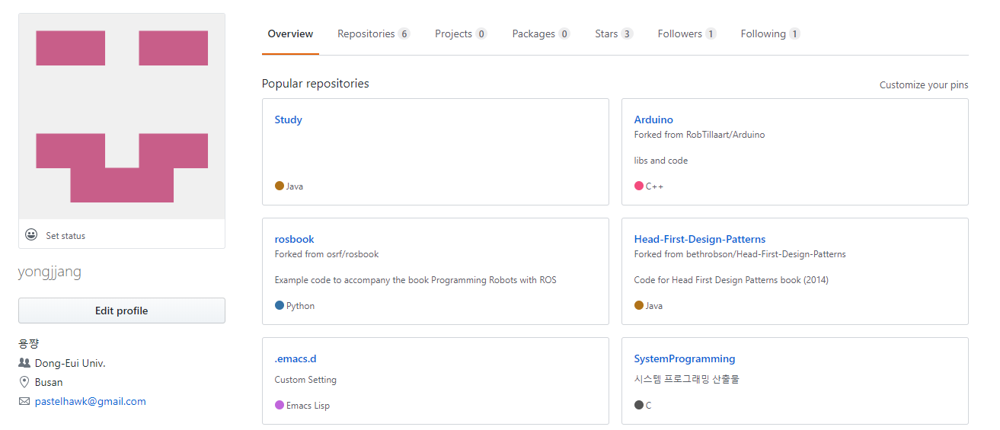 Overview Repositories 6 Projects 0 Packages 0 Stars 3 Followers 1 Following 1
Popular repositories
Customize your pins
Study
Java
Arduino
Forked from RobTillaart/Arduino
libs and code
C++
rosbook
Forked from osrf/rosbook
Example code to accompany the book Programming Robots with ROS
Python
Head-First-Design-Patterns
Forked from bethrobson/Head-First-Design-Patterns
Code for Head First Design Patterns book (2014)
Java
.emacs.d
Custom Setting
Emacs Lisp
SystemProgramming
시스템 프로그래밍 산출물
C
Set status
yongjjang
Edit profile
용쨩
Dong-Eui Univ.
Busan
pastelhawk@gmail.com